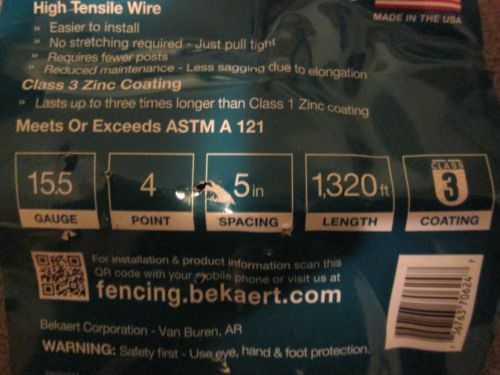 High Tensile Wire
MADE IN THE USA
» Easier to install
» No stretching required - Just pull tight
» Requires fewer posts
» Reduced maintenance - Less sagging due to elongation
Class 3 Zinc Coating
» Lasts up to three times longer than Class 1 Zinc coating
Meets Or Exceeds ASTM A 121
15.5 4 5 in 1,320 ft CLASS 3
GAUGE POINT SPACING LENGTH COATING
For installation & product information scan this
QR code with your mobile phone or visit us at
fencing.bekaert.com
Bekaert Corporation - Van Buren, AR
WARNING: Safety first - Use eye, hand & foot protection.